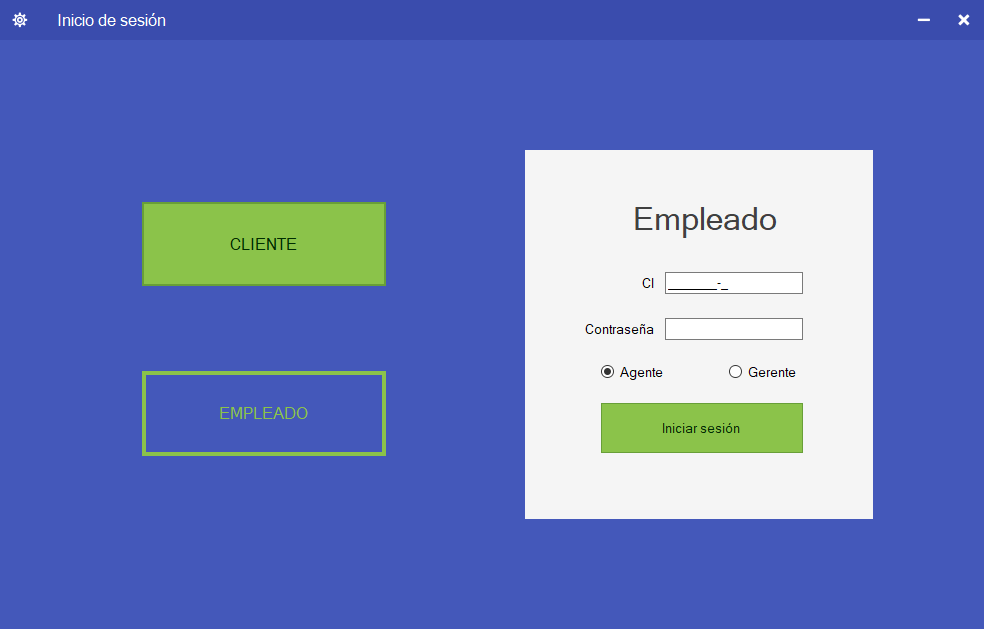 Inicio de sesión
CLIENTE
EMPLEADO
Empleado
CI _______-_
Contraseña
Agente Gerente
Iniciar sesión